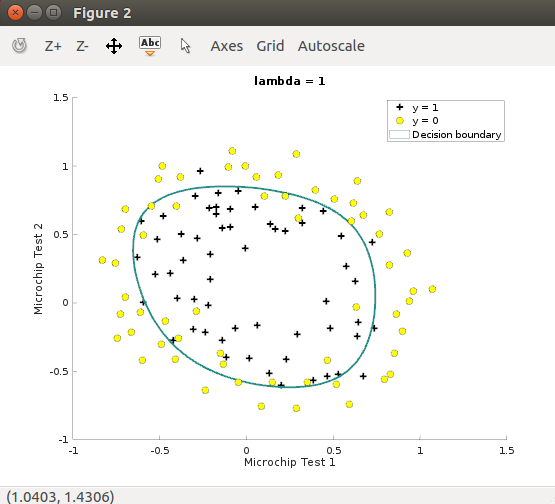 Figure 2
Z+ Z- Abc Axes Grid Autoscale
lambda = 1
y = 1
y = 0
Decision boundary
1.5
1
0.5
0
-0.5
-1
Microchip Test 2
-1 -0.5 0 0.5 1 1.5
Microchip Test 1
(1.0403, 1.4306)